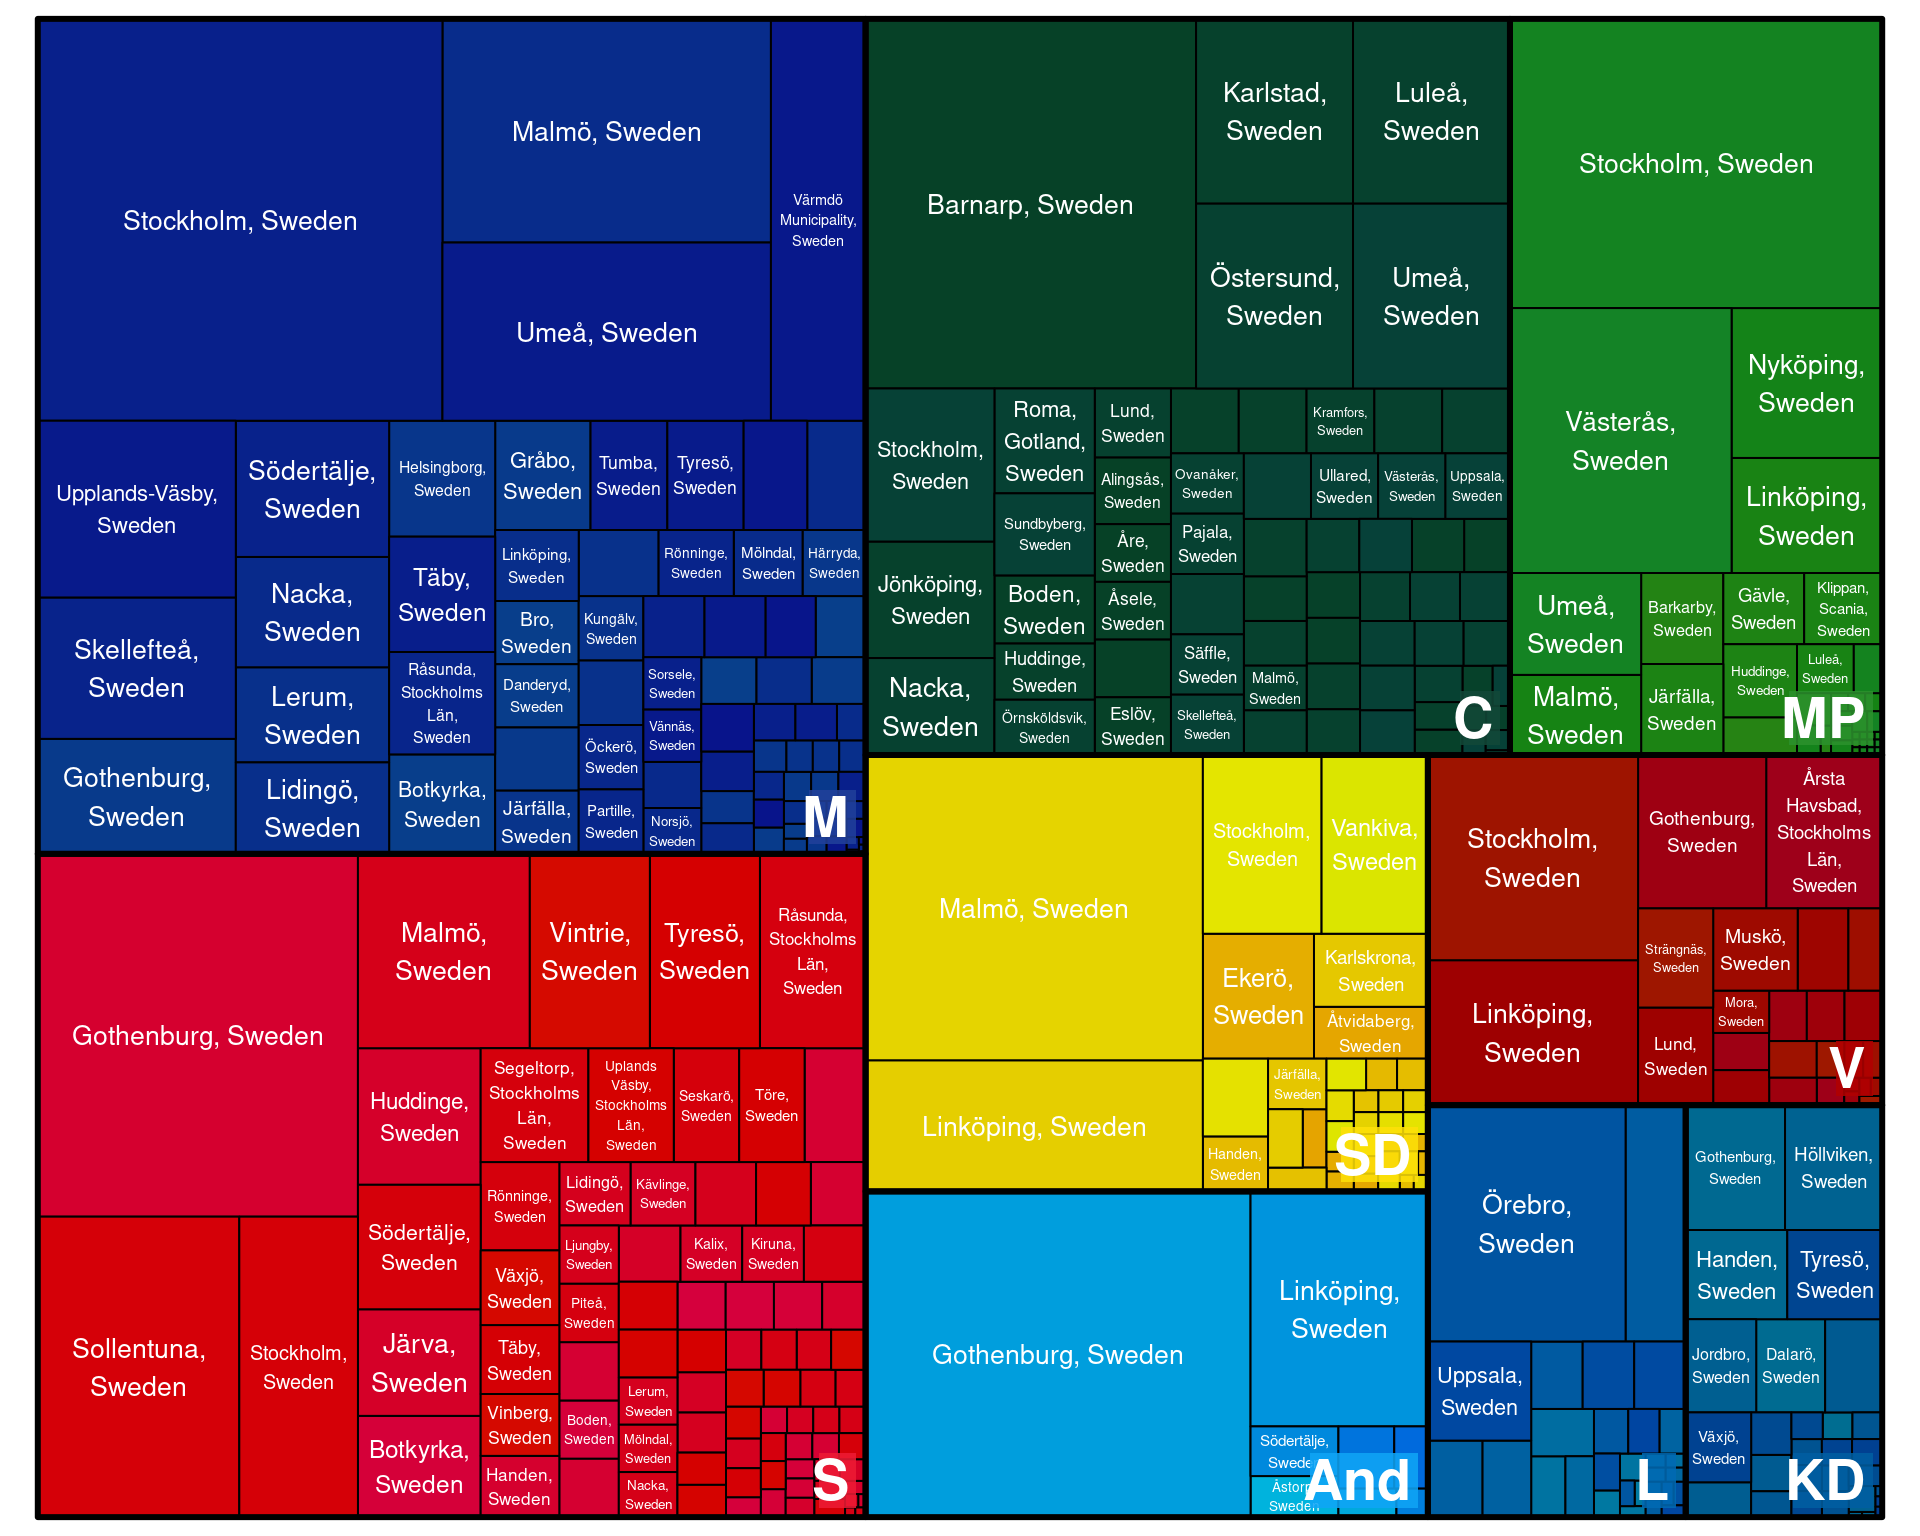 Stockholm, Sweden
Malmö, Sweden
Umeå, Sweden
Värmdö
Municipality,
Sweden
Upplands-Väsby,
Sweden
Skellefteå,
Sweden
Gothenburg,
Sweden
Södertälje,
Sweden
Nacka,
Sweden
Lerum,
Sweden
Lidingö,
Sweden
Helsingborg,
Sweden
Täby,
Sweden
Råsunda,
Stockholms
Län,
Sweden
Botkyrka,
Sweden
Gråbo,
Sweden
Tumba,
Sweden
Tyresö,
Sweden
Linköping,
Sweden
Rönninge,
Sweden
Mölndal,
Sweden
Härryda,
Sweden
Bro,
Sweden
Kungälv,
Sweden
Danderyd,
Sweden
Sorsele,
Sweden
Vännäs,
Sweden
Öckerö,
Sweden
Järfälla,
Sweden
Partille,
Sweden
Norsjö,
Sweden
M
Barnarp, Sweden
Karlstad,
Sweden
Luleå,
Sweden
Östersund,
Sweden
Umeå,
Sweden
Stockholm,
Sweden
Jönköping,
Sweden
Nacka,
Sweden
Roma,
Gotland,
Sweden
Sundbyberg,
Sweden
Boden,
Sweden
Huddinge,
Sweden
Örnsköldsvik,
Sweden
Lund,
Sweden
Alingsås,
Sweden
Åre,
Sweden
Åsele,
Sweden
Eslöv,
Sweden
Kramfors,
Sweden
Ovanåker,
Sweden
Ullared,
Sweden
Västerås,
Sweden
Uppsala,
Sweden
Pajala,
Sweden
Säffle,
Sweden
Skellefteå,
Sweden
Malmö,
Sweden
C
Stockholm, Sweden
Västerås,
Sweden
Nyköping,
Sweden
Linköping,
Sweden
Umeå,
Sweden
Malmö,
Sweden
Barkarby,
Sweden
Järfälla,
Sweden
Gävle,
Sweden
Klippan,
Scania,
Sweden
Huddinge,
Sweden
Luleå,
Sweden
MP
Gothenburg, Sweden
Sollentuna,
Sweden
Stockholm,
Sweden
Malmö,
Sweden
Vintrie,
Sweden
Tyresö,
Sweden
Råsunda,
Stockholms
Län,
Sweden
Huddinge,
Sweden
Södertälje,
Sweden
Järva,
Sweden
Botkyrka,
Sweden
Segeltorp,
Stockholms
Län,
Sweden
Uplands
Väsby,
Stockholms
Län,
Sweden
Seskarö,
Sweden
Töre,
Sweden
Rönninge,
Sweden
Växjö,
Sweden
Täby,
Sweden
Vinberg,
Sweden
Handen,
Sweden
Lidingö,
Sweden
Kävlinge,
Sweden
Ljungby,
Sweden
Kalix,
Sweden
Kiruna,
Sweden
Piteå,
Sweden
Boden,
Sweden
Lerum,
Sweden
Mölndal,
Sweden
Nacka,
Sweden
S
Malmö, Sweden
Linköping, Sweden
Stockholm,
Sweden
Vankiva,
Sweden
Ekerö,
Sweden
Karlskrona,
Sweden
Åtvidaberg,
Sweden
Järfälla,
Sweden
Handen,
Sweden
SD
Stockholm,
Sweden
Linköping,
Sweden
Gothenburg,
Sweden
Årsta
Havsbad,
Stockholms
Län,
Sweden
Strängnäs,
Sweden
Muskö,
Sweden
Lund,
Sweden
Mora,
Sweden
V
Gothenburg, Sweden
Linköping,
Sweden
Södertälje,
Sweden
Åstorp,
Sweden
And
Örebro,
Sweden
Uppsala,
Sweden
L
Gothenburg,
Sweden
Höllviken,
Sweden
Handen,
Sweden
Tyresö,
Sweden
Jordbro,
Sweden
Dalarö,
Sweden
Växjö,
Sweden
KD